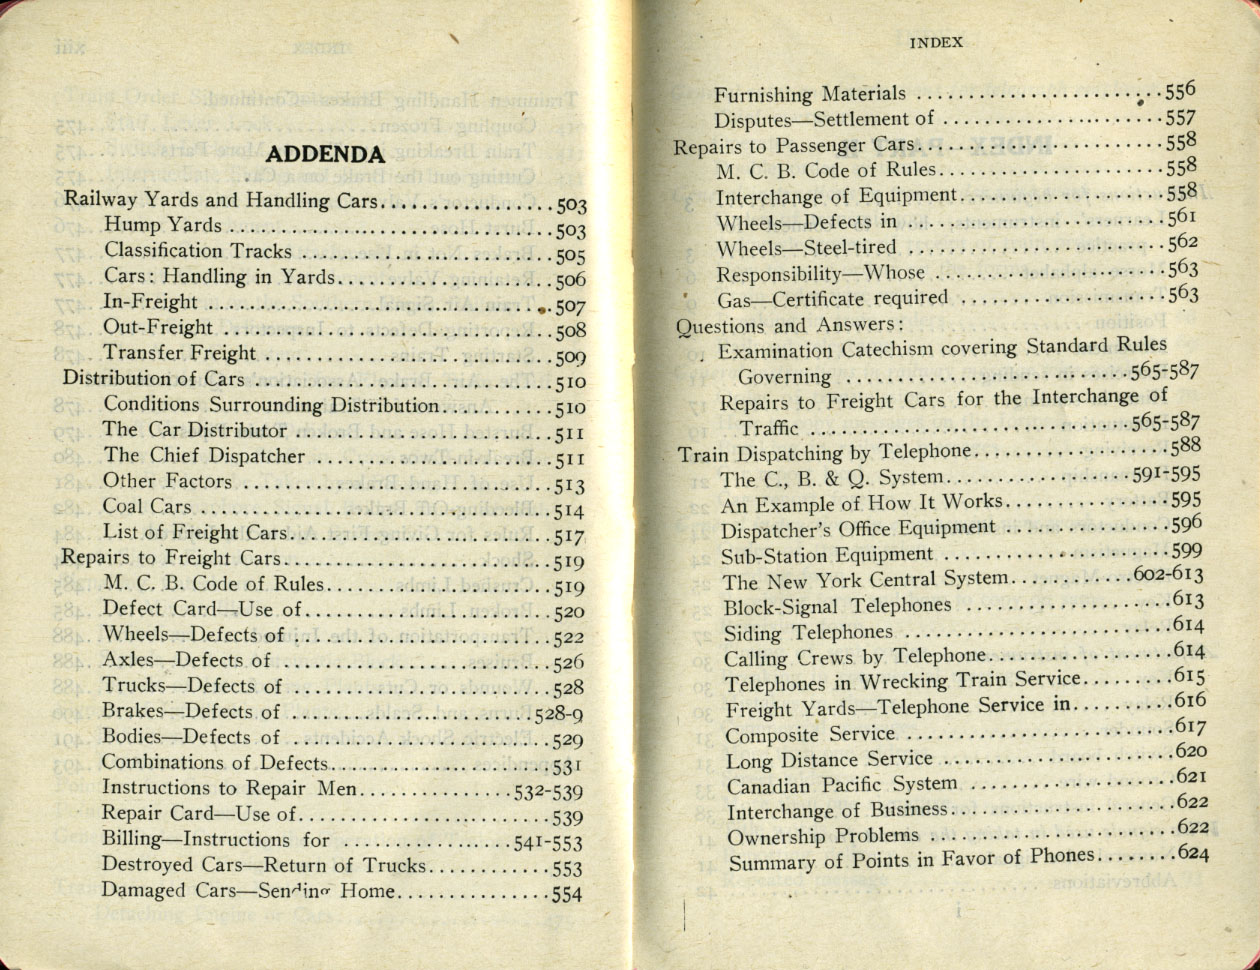 ADDENDA
Railway Yards and Handling Cars..................503
Hump Yards..................503
Classification Tracks..................505
Cars: Handling in Yards..................506
In-Freight..................507
Out-Freight..................508
Transfer Freight..................509
Distribution of Cars..................510
Conditions Surrounding Distribution..................510
The Car Distributor..................511
The Chief Dispatcher..................511
Other Factors..................513
Coal Cars..................514
List of Freight Cars..................517
Repairs to Freight Cars..................519
M. C. B. Code of Rules..................519
Defect Card—Use of..................520
Wheels—Defects of..................522
Axles—Defects of..................526
Trucks—Defects of..................528
Brakes—Defects of..................528-9
Bodies—Defects of..................529
Combinations of Defects..................531
Instructions to Repair Men..................532-539
Repair Card—Use of..................539
Billing—Instructions for..................541-553
Destroyed Cars—Return of Trucks..................553
Damaged Cars—Sending Home..................554
INDEX
Furnishing Materials..................556
Disputes—Settlement of..................557
Repairs to Passenger Cars..................558
M. C. B. Code of Rules..................558
Interchange of Equipment..................558
Wheels—Defects in..................561
Wheels—Steel-tired..................562
Responsibility—Whose..................563
Gas—Certificate required..................563
Questions and Answers:
Examination Catechism covering Standard Rules
Governing..................565-587
Repairs to Freight Cars for the Interchange of
Traffic..................565-587
Train Dispatching by Telephone..................588
The C., B. & Q. System..................591-595
An Example of How It Works..................595
Dispatcher's Office Equipment..................596
Sub-Station Equipment..................599
The New York Central System..................602-613
Block-Signal Telephones..................613
Siding Telephones..................614
Calling Crews by Telephone..................614
Telephones in Wrecking Train Service..................615
Freight Yards—Telephone Service in..................616
Composite Service..................617
Long Distance Service..................620
Canadian Pacific System..................621
Interchange of Business..................622
Ownership Problems..................622
Summary of Points in Favor of Phones..................624